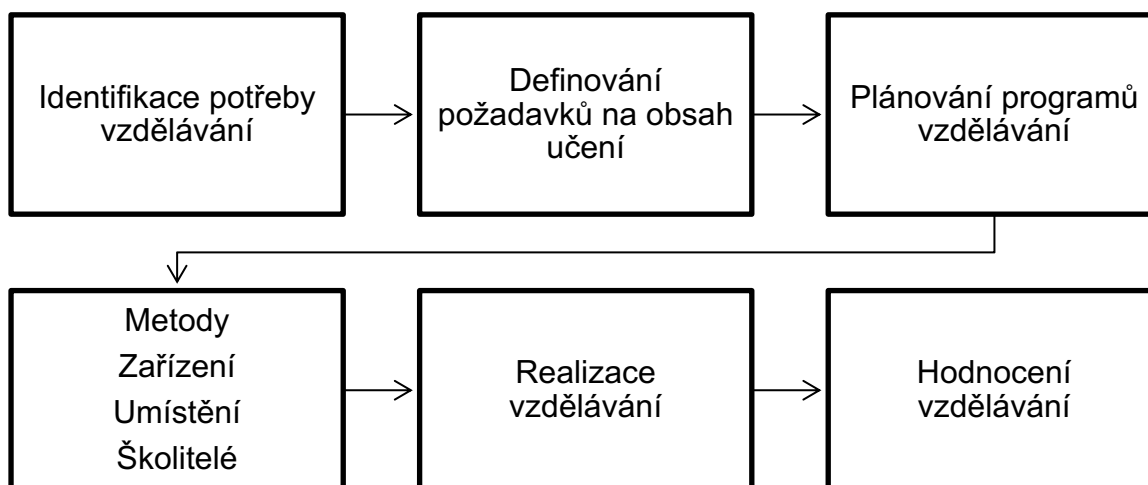 Identifikace potřeby
vzdělávání
Definování
požadavků na obsah
učení
Plánování programů
vzdělávání
Metody
Zařízení
Umístění
Školitelé
Realizace
vzdělávání
Hodnocení
vzdělávání